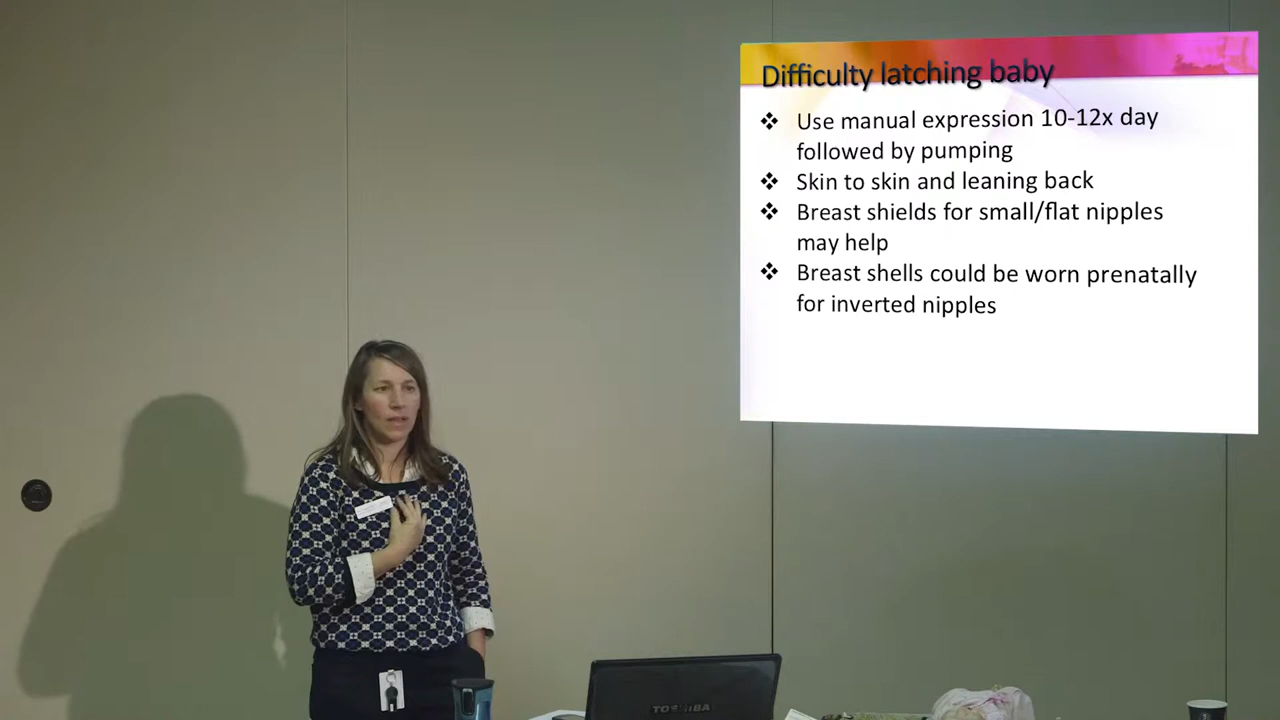 Difficulty latching baby
❖ Use manual expression 10-12x day
followed by pumping
❖ Skin to skin and leaning back
❖ Breast shields for small/flat nipples
may help
❖ Breast shells could be worn prenatally
for inverted nipples
TOSHIBA